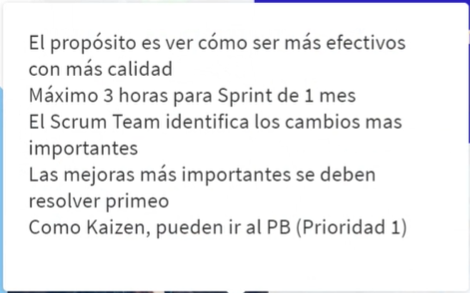 El propósito es ver cómo ser más efectivos
con más calidad
Máximo 3 horas para Sprint de 1 mes
El Scrum Team identifica los cambios mas
importantes
Las mejoras más importantes se deben
resolver primeo
Como Kaizen, pueden ir al PB (Prioridad 1)